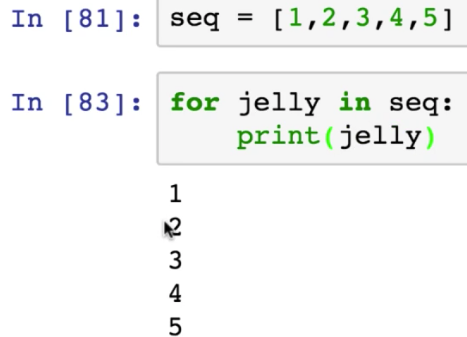 In [81]: seq = [1,2,3,4,5]
In [83]: for jelly in seq:
print(jelly)
1
2
3
4
5